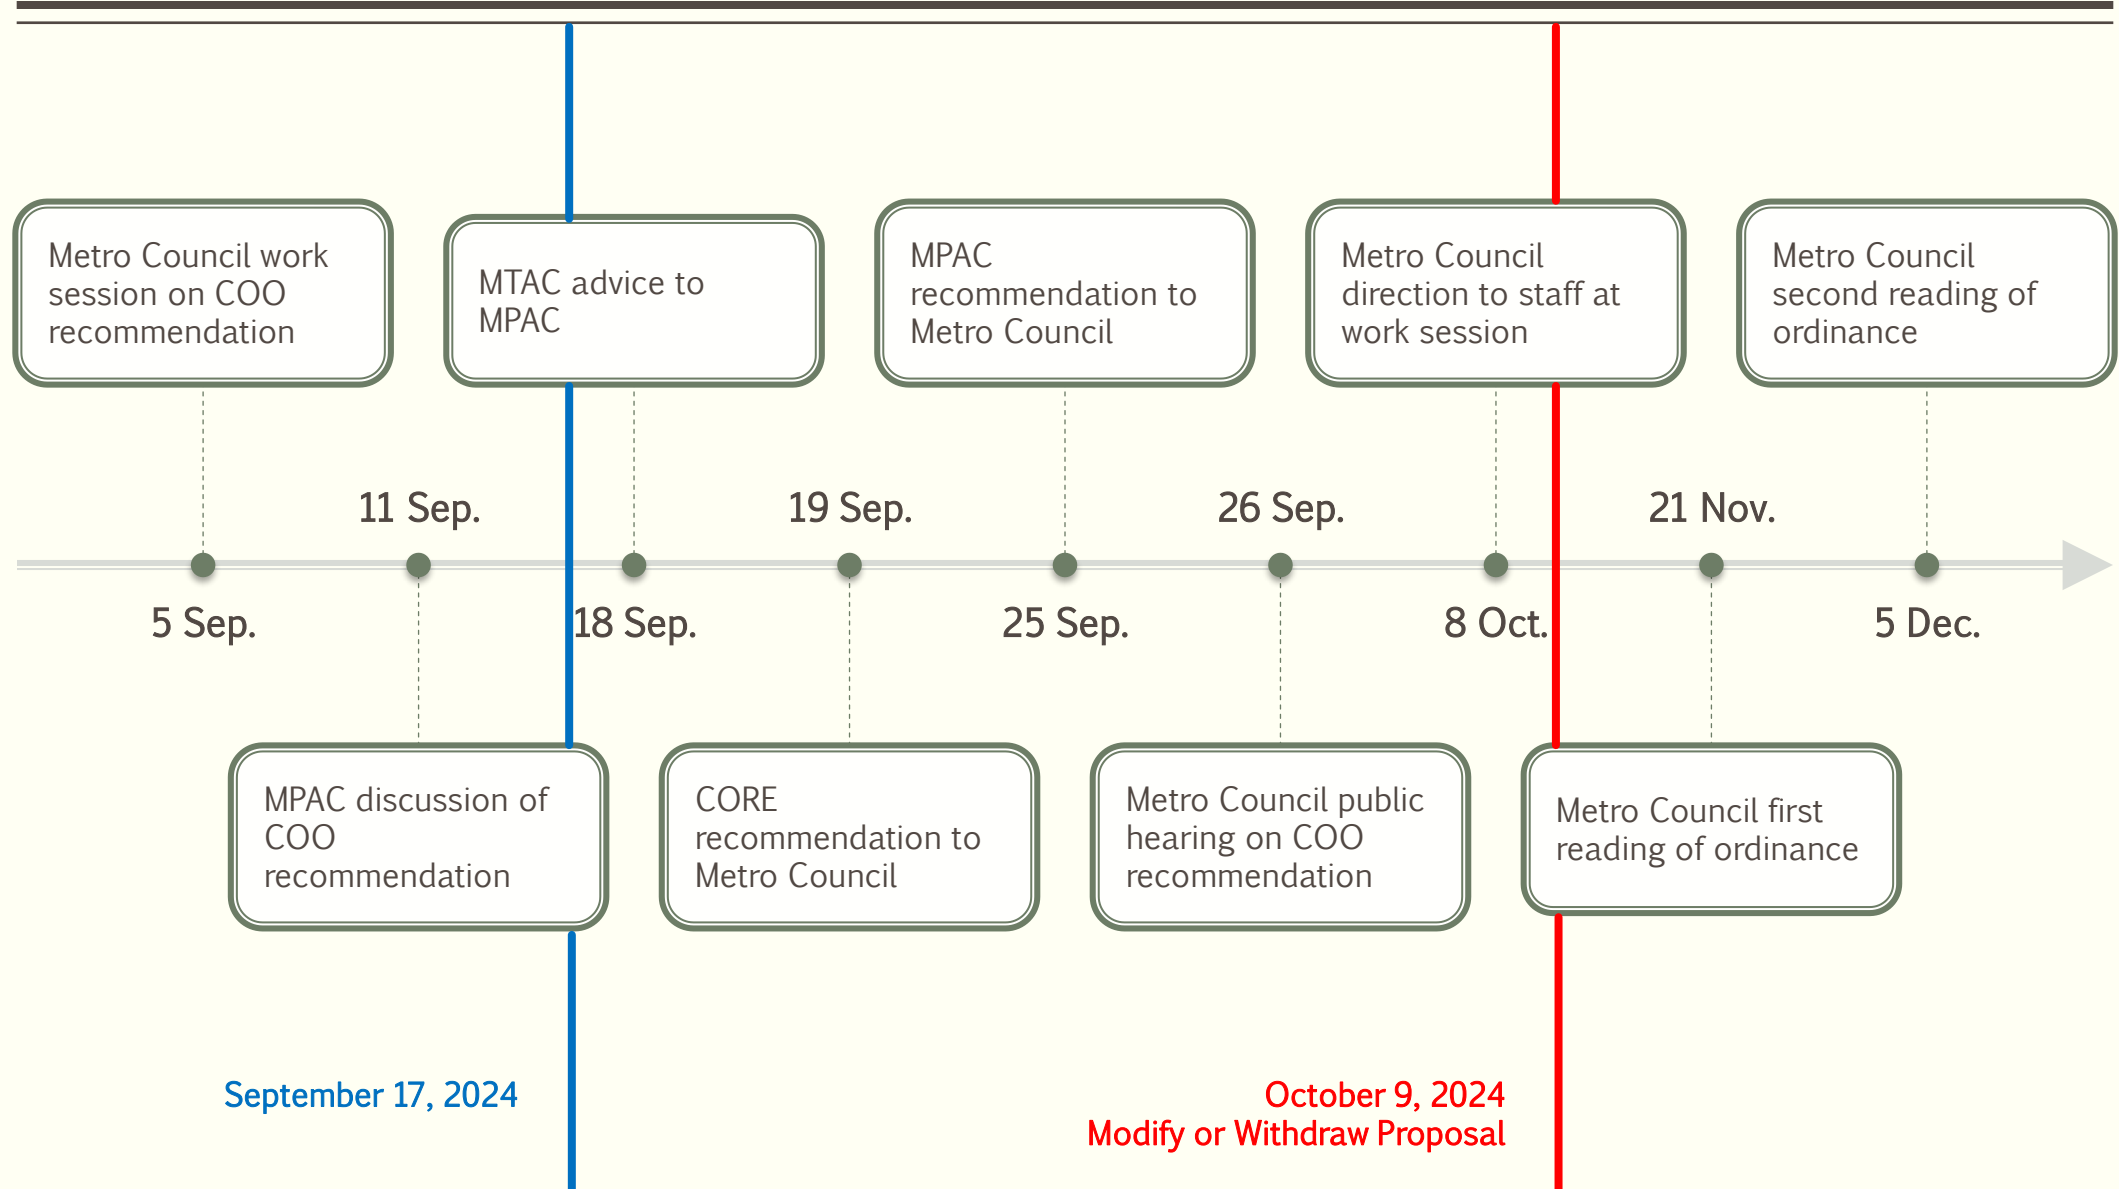 Metro Council work
session on COO
recommendation
MTAC advice to
MPAC
MPAC
recommendation to
Metro Council
Metro Council
direction to staff at
work session
Metro Council
second reading of
ordinance
11 Sep.
19 Sep.
26 Sep.
21 Nov.
5 Sep.
18 Sep.
25 Sep.
8 Oct.
5 Dec.
MPAC discussion of
COO
recommendation
CORE
recommendation to
Metro Council
Metro Council public
hearing on COO
recommendation
Metro Council first
reading of ordinance
September 17, 2024
October 9, 2024
Modify or Withdraw Proposal